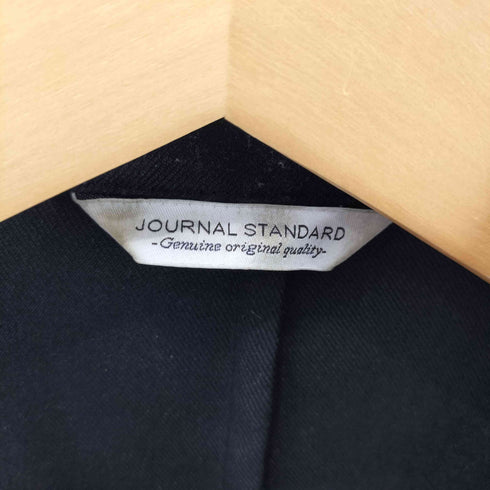 JOURNAL STANDARD
-Genuine original quality-